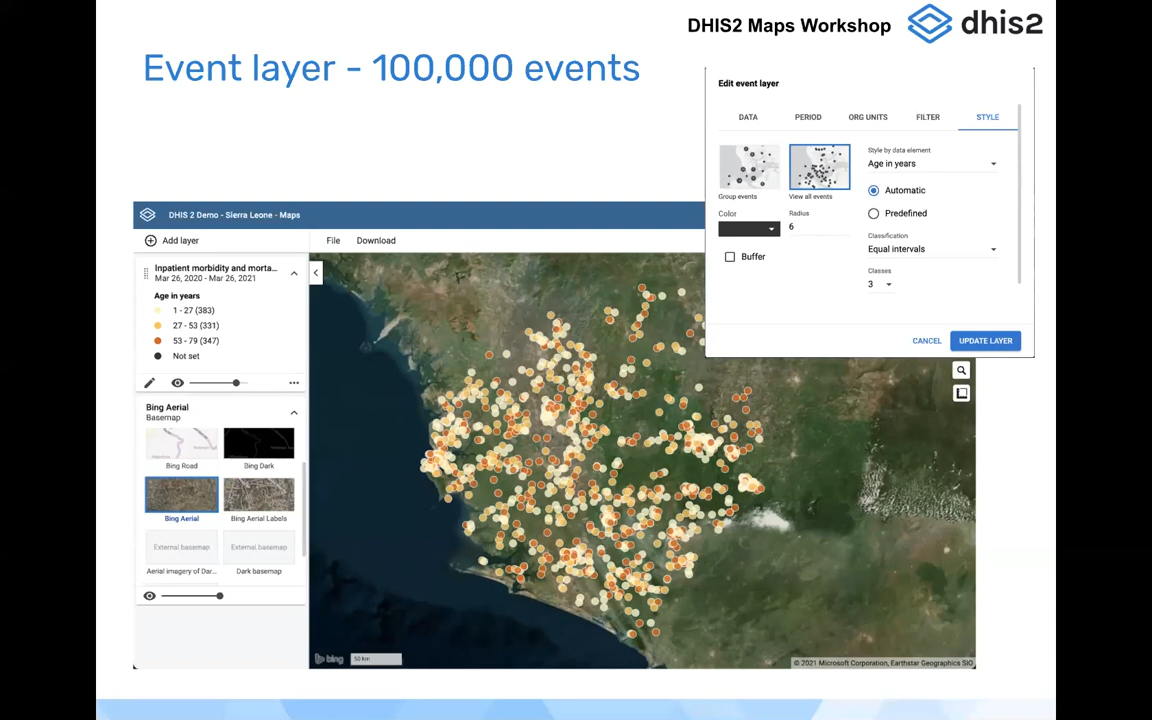 DHIS2 Maps Workshop
dhis2
Event layer - 100,000 events
Edit event layer
DATA PERIOD ORG UNITS FILTER STYLE
Group events
View all events
Color
Radius
6
Buffer
Style by data element
Age in years
Automatic
Predefined
Classification
Equal intervals
Classes
3
CANCEL UPDATE LAYER
DHIS 2 Demo - Sierra Leone - Maps
Add layer
File Download
Inpatient morbidity and morta...
Mar 26, 2020 - Mar 26, 2021
Age in years
1 - 27 (383)
27 - 53 (331)
53 - 79 (347)
Not set
Bing Aerial
Basemap
Bing Road
Bing Dark
Bing Aerial
Bing Aerial Labels
External basemap
External basemap
Aerial imagery of Dar...
Dark basemap
bing
50 km
© 2021 Microsoft Corporation, Earthstar Geographics SIO